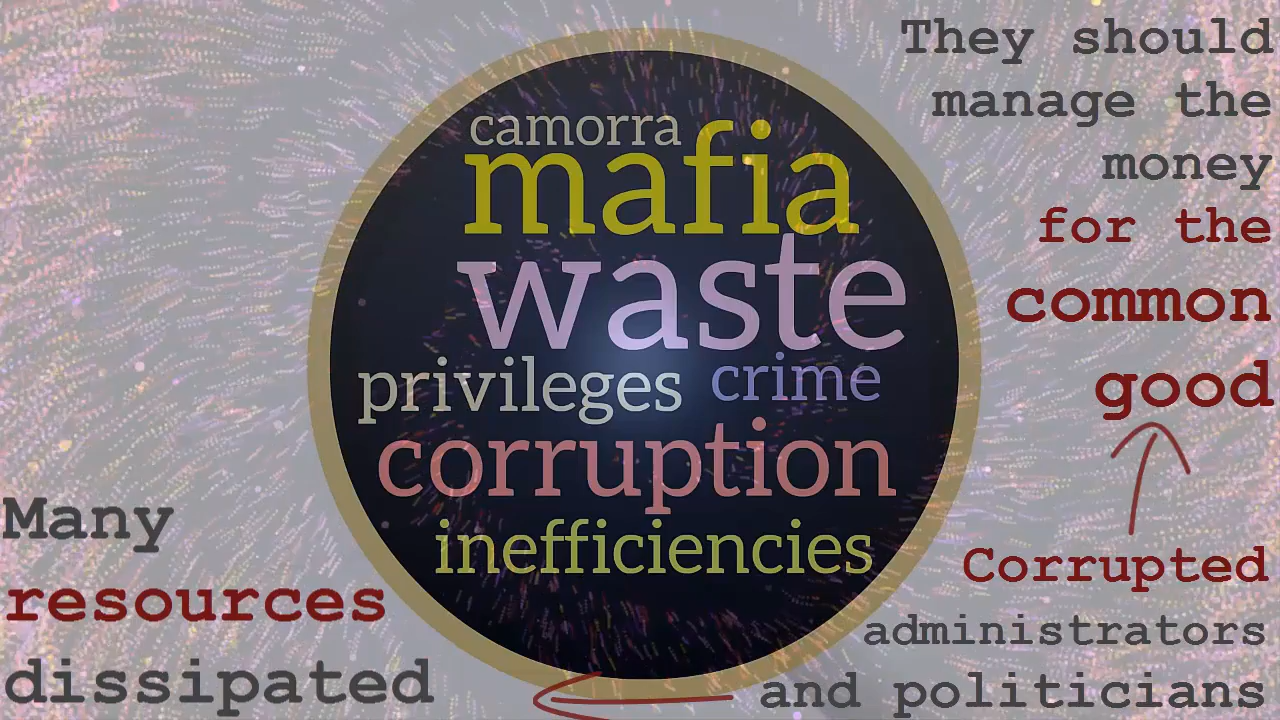 They should
manage the
money
for the
common
good
camorra
mafia
waste
privileges crime
corruption
inefficiencies
Many
resources
dissipated
Corrupted
administrators
and politicians